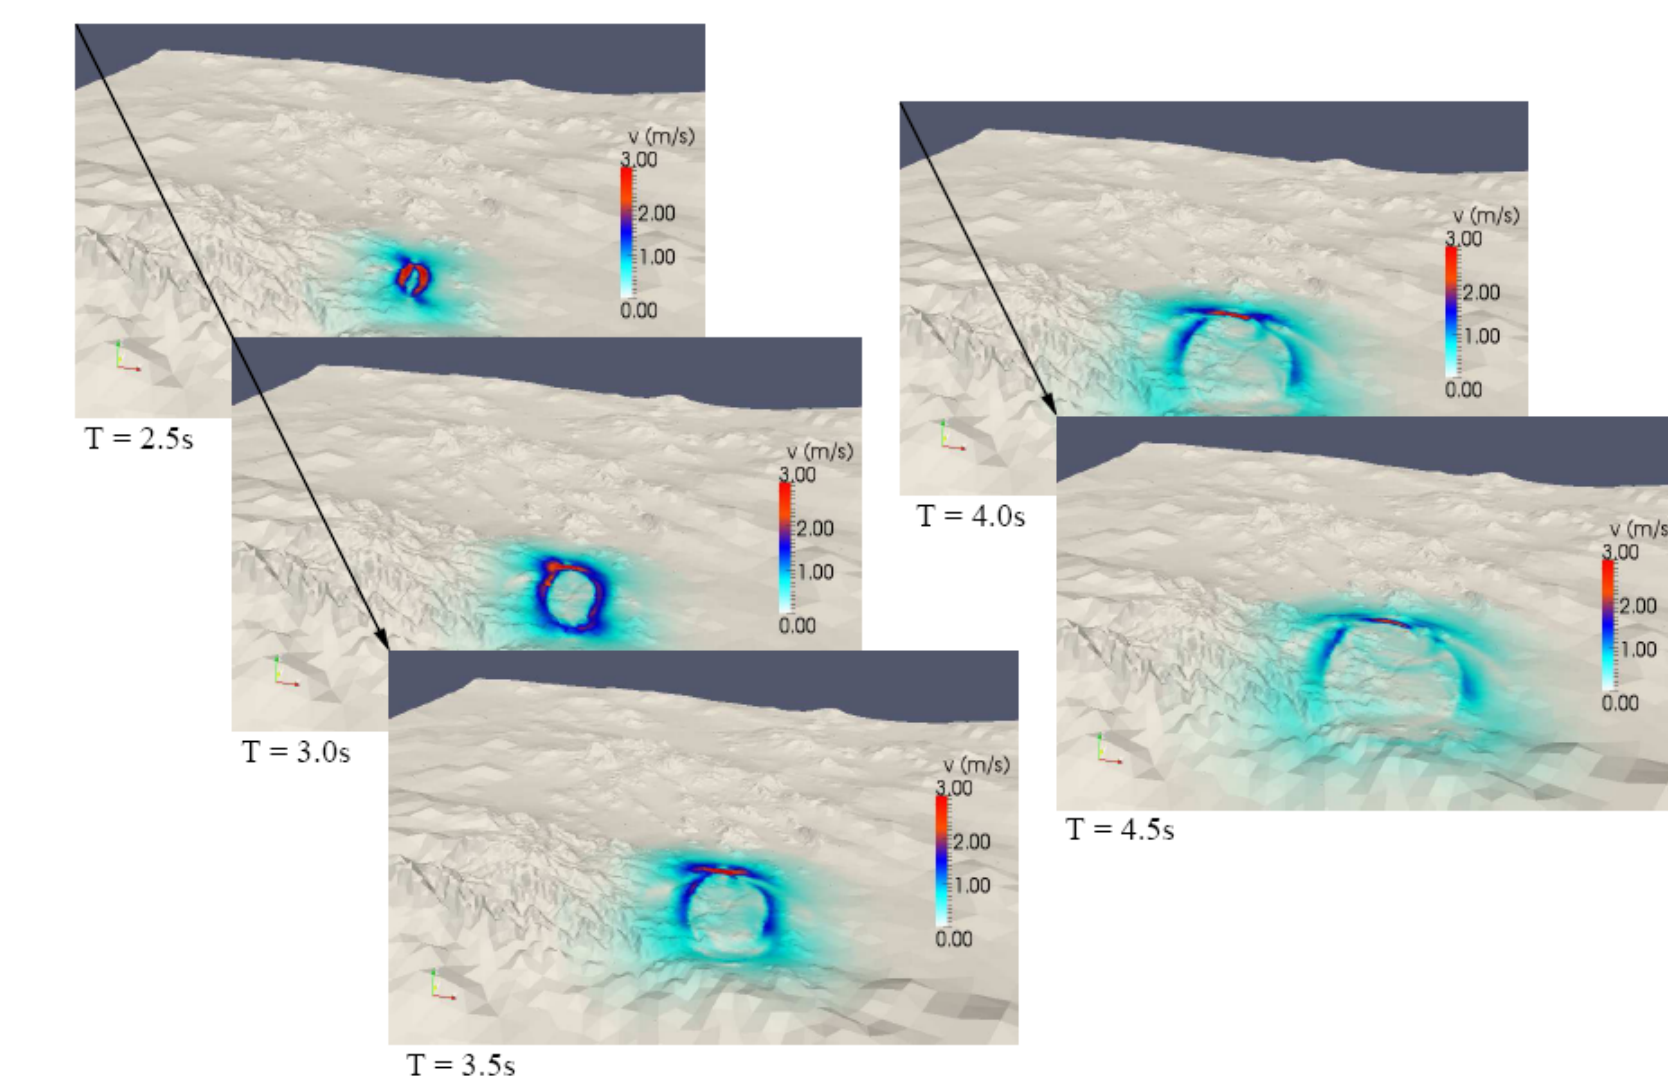 v (m/s)
3.00
2.00
1.00
0.00
T = 2.5s
v (m/s)
3.00
2.00
1.00
0.00
T = 3.0s
v (m/s)
3.00
2.00
1.00
0.00
T = 3.5s
v (m/s)
3.00
2.00
1.00
0.00
T = 4.0s
v (m/s
3.00
2.00
1.00
0.00
T = 4.5s